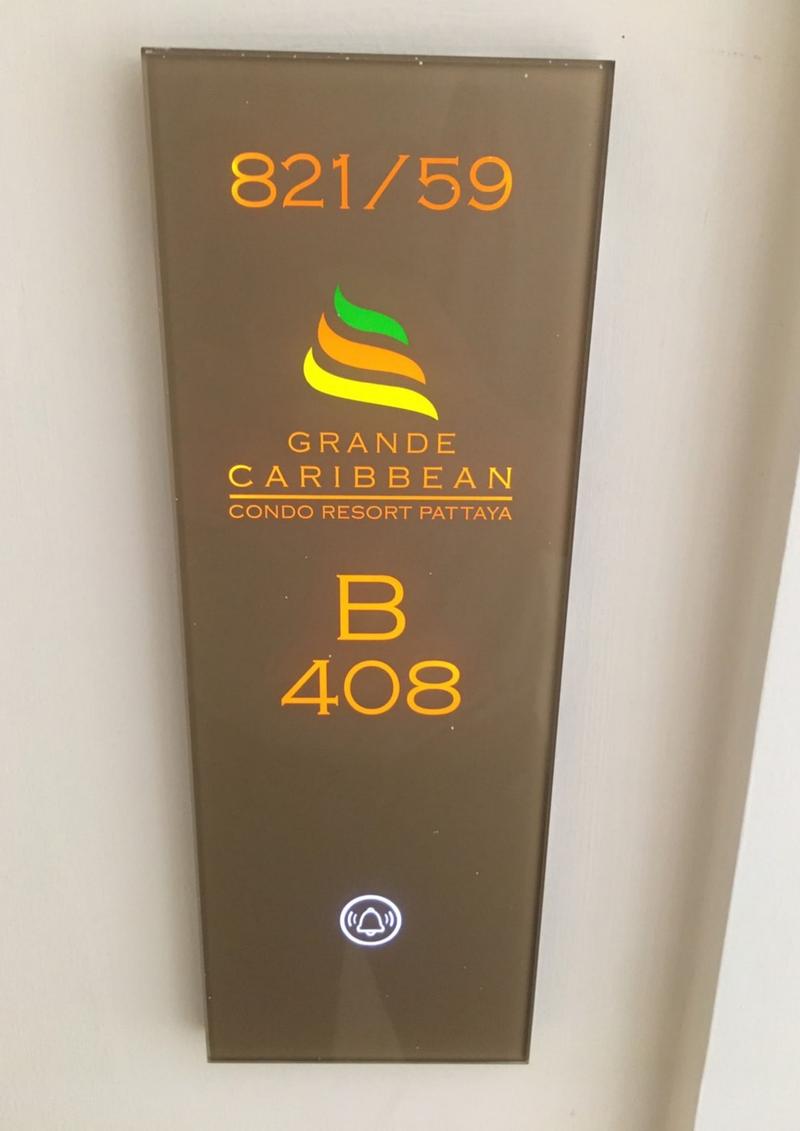 821/59
GRANDE
CARIBBEAN
CONDO RESORT PATTAYA
B
408